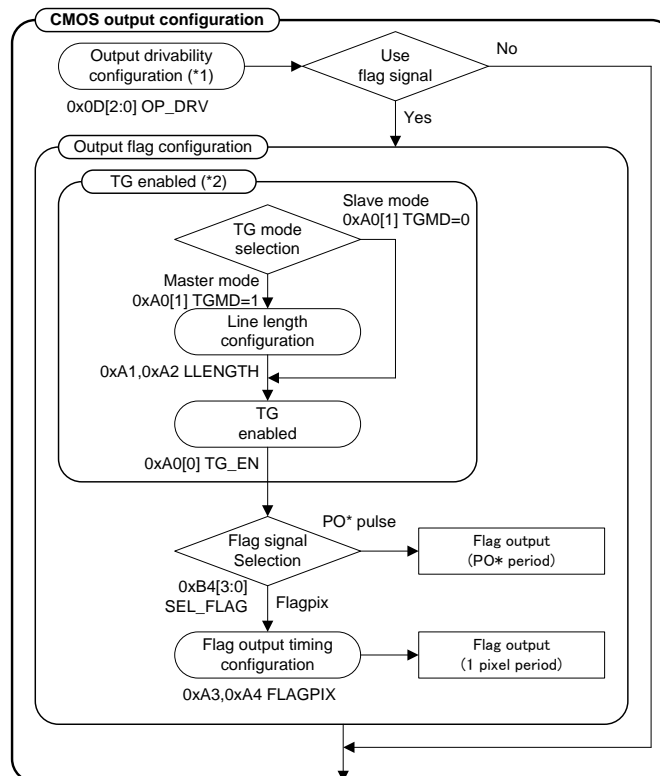 CMOS output configuration
Output drivability
configuration (*1)
0x0D[2:0] OP_DRV
Use
flag signal
No
Yes
Output flag configuration
TG enabled (*2)
Slave mode
0xA0[1] TGMD=0
TG mode
selection
Master mode
0xA0[1] TGMD=1
Line length
configuration
0xA1,0xA2 LLENGTH
TG
enabled
0xA0[0] TG_EN
PO* pulse
Flag signal
Selection
Flag output
(PO* period)
0xB4[3:0]
SEL_FLAG
Flagpix
Flag output timing
configuration
Flag output
(1 pixel period)
0xA3,0xA4 FLAGPIX